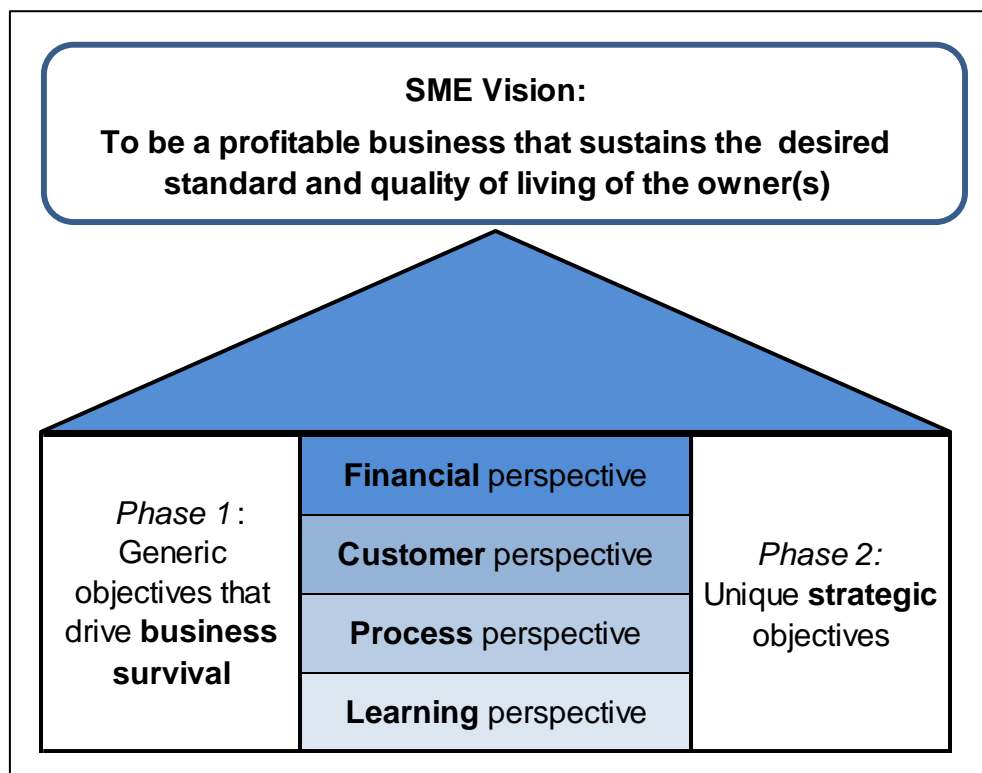 SME Vision:
To be a profitable business that sustains the desired
standard and quality of living of the owner(s)
Phase 1:
Generic
objectives that
drive business
survival
Financial perspective
Customer perspective
Process perspective
Learning perspective
Phase 2:
Unique strategic
objectives